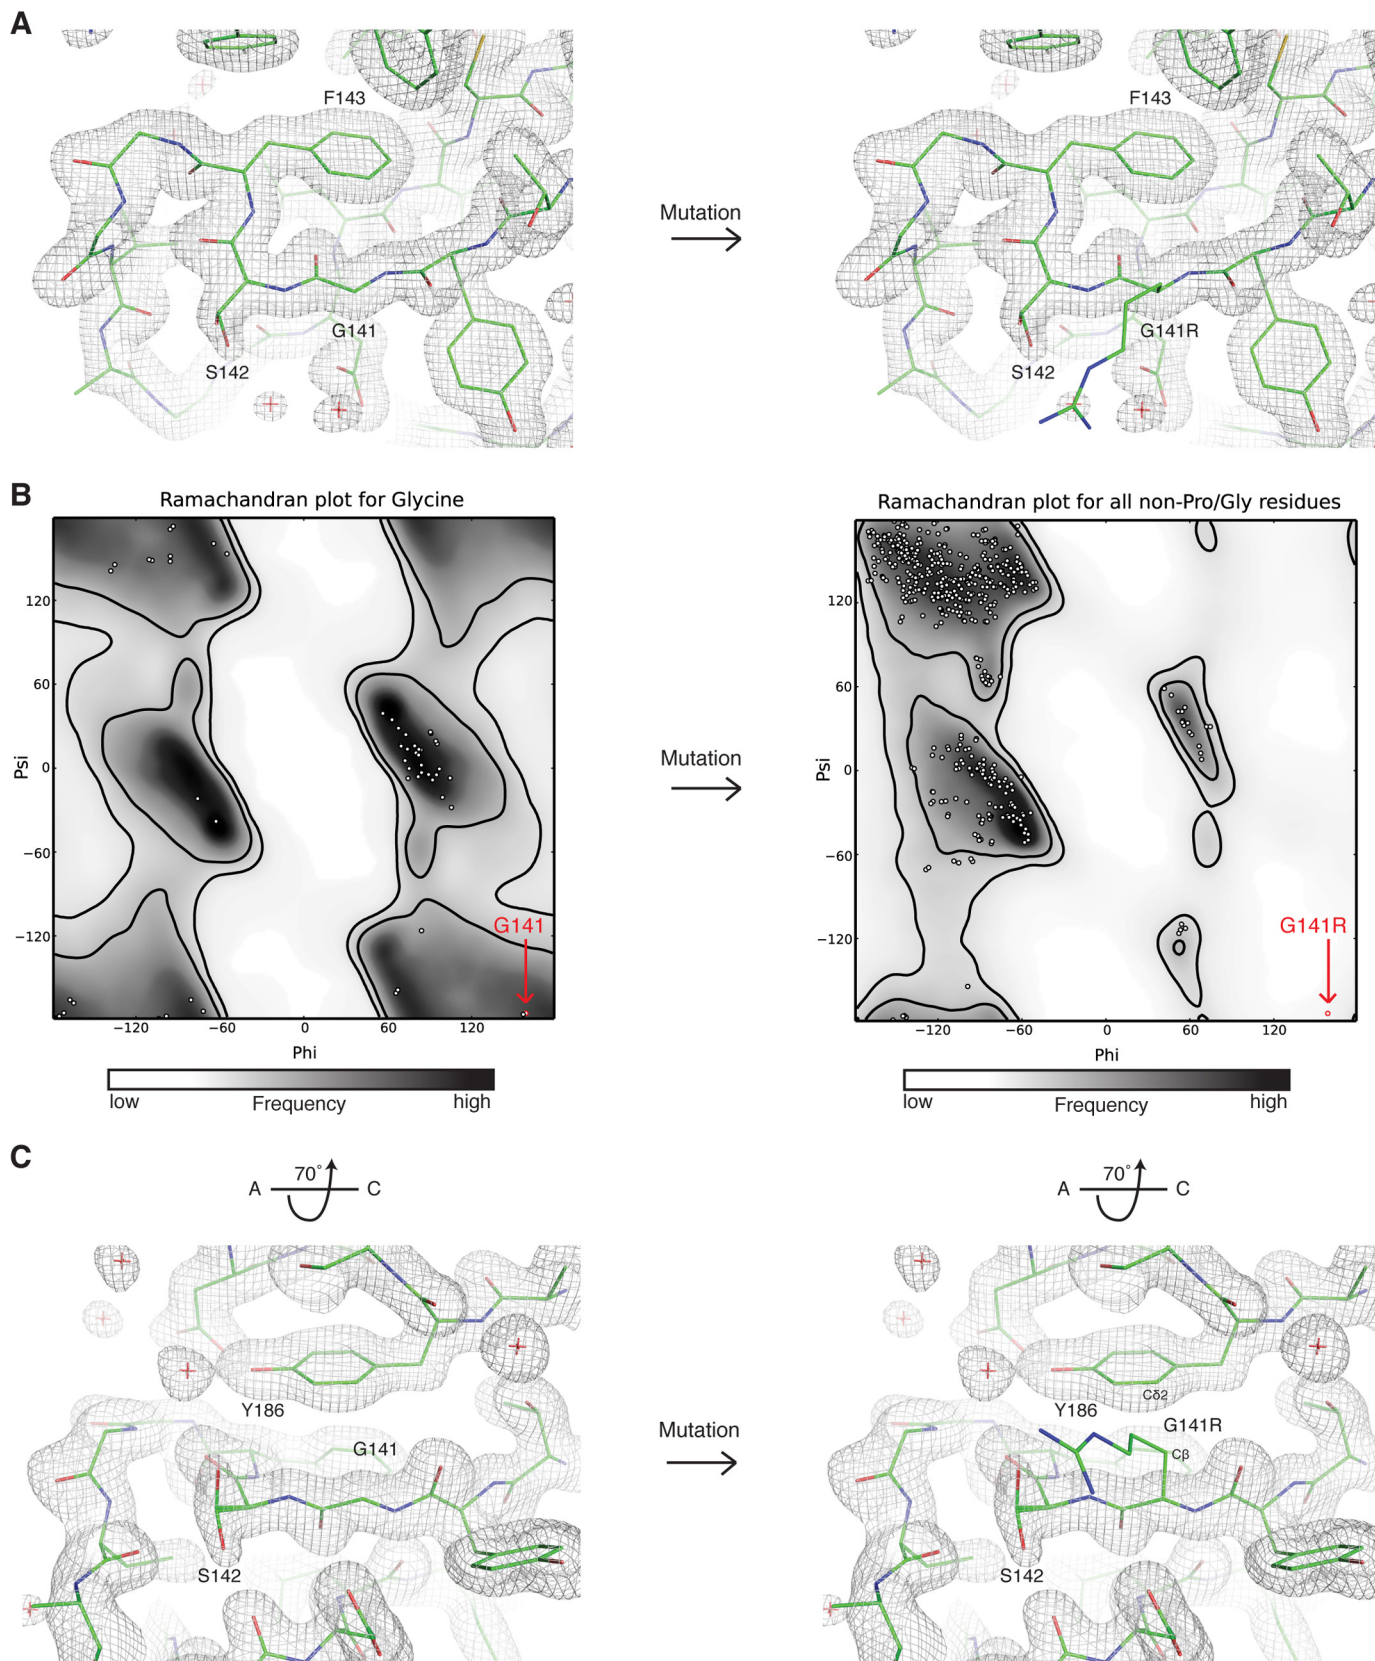 A
F143
G141
S142
Mutation
F143
G141R
S142
B
Ramachandran plot for Glycine
Psi
120
60
0
−60
−120
G141
−120
−60
0
60
120
Phi
low
Frequency
high
Mutation
Ramachandran plot for all non-Pro/Gly residues
Psi
120
60
0
−60
−120
G141R
−120
−60
0
60
120
Phi
low
Frequency
high
C
70°
A
C
Y186
G141
S142
Mutation
70°
A
C
Cδ2
Y186
G141R
Cβ
S142